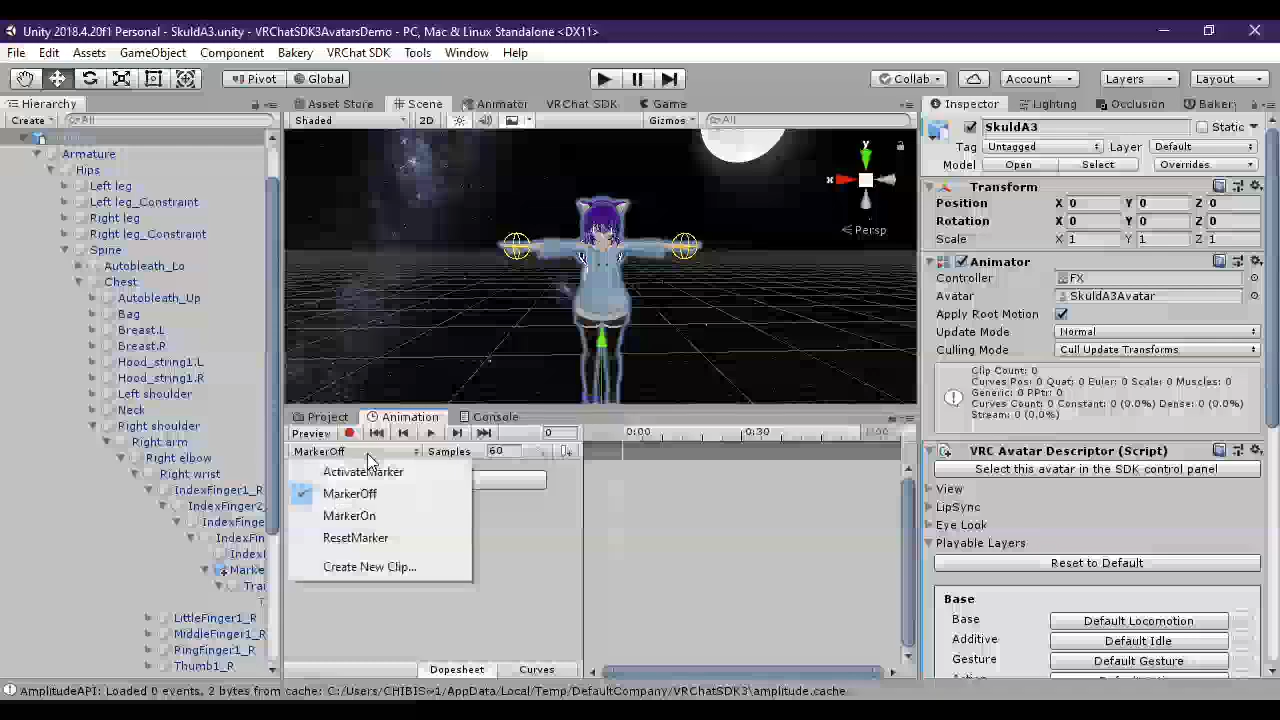 Unity 2018.4.20f1 Personal - SkuldA3.unity - VRChatSDK3AvatarsDemo - PC, Mac & Linux Standalone <DX11>
File Edit Assets GameObject Component Bakery VRChat SDK Tools Window Help
Pivot Global Collab Account Layers Layout
Hierarchy
Create All
Armature
Hips
Left leg
Left leg_Constraint
Right leg
Right leg_Constraint
Spine
Autobleath_Lo
Chest
Autobleath_Up
Bag
Breast.L
Breast.R
Hood_string1.L
Hood_string1.R
Left shoulder
Neck
Right shoulder
Right arm
Right elbow
Right wrist
IndexFinger1_R
IndexFinger2_
IndexFinge
IndexFin
IndexI
Marke
Trai
LittleFinger1_R
MiddleFinger1_R
RingFinger1_R
Thumb1_R
Asset Store Scene Animator VRChat SDK Game
Shaded 2D Gizmos All
y
x
Persp
Project Animation Console
Preview 0 0:00 0:30 1:00
MarkerOff Samples 60
ActivateMarker
MarkerOff
MarkerOn
ResetMarker
Create New Clip...
Dopesheet Curves
Inspector Lighting Occlusion Bakery
SkuldA3 Static
Tag Untagged Layer Default
Model Open Select Overrides
Transform
Position X 0 Y 0 Z 0
Rotation X 0 Y 0 Z 0
Scale X 1 Y 1 Z 1
Animator
Controller FX
Avatar SkuldA3Avatar
Apply Root Motion
Update Mode Normal
Culling Mode Cull Update Transforms
Clip Count: 0
Curves Pos: 0 Quat: 0 Euler: 0 Scale: 0 Muscles: 0
Generic: 0 PPtr: 0
Curves Count: 0 Constant: 0 (0.0%) Dense: 0 (0.0%)
Stream: 0 (0.0%)
VRC Avatar Descriptor (Script)
Select this avatar in the SDK control panel
View
LipSync
Eye Look
Playable Layers
Reset to Default
Base
Base Default Locomotion
Additive Default Idle
Gesture Default Gesture
AmplitudeAPI: Loaded 0 events, 2 bytes from cache: C:/Users/CHIBIS~1/AppData/Local/Temp/DefaultCompany/VRChatSDK3\amplitude.cache